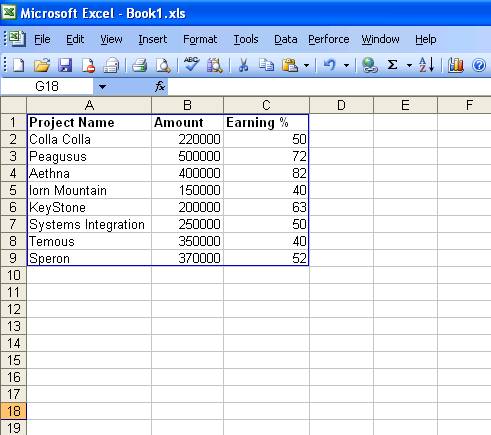 Microsoft Excel - Book1.xls
File Edit View Insert Format Tools Data Perforce Window Help
ABC Σ A Z
G18 fx
A B C D E F
1 Project Name Amount Earning %
2 Colla Colla 220000 50
3 Peagusus 500000 72
4 Aethna 400000 82
5 Iorn Mountain 150000 40
6 KeyStone 200000 63
7 Systems Integration 250000 50
8 Temous 350000 40
9 Speron 370000 52
10
11
12
13
14
15
16
17
18
19